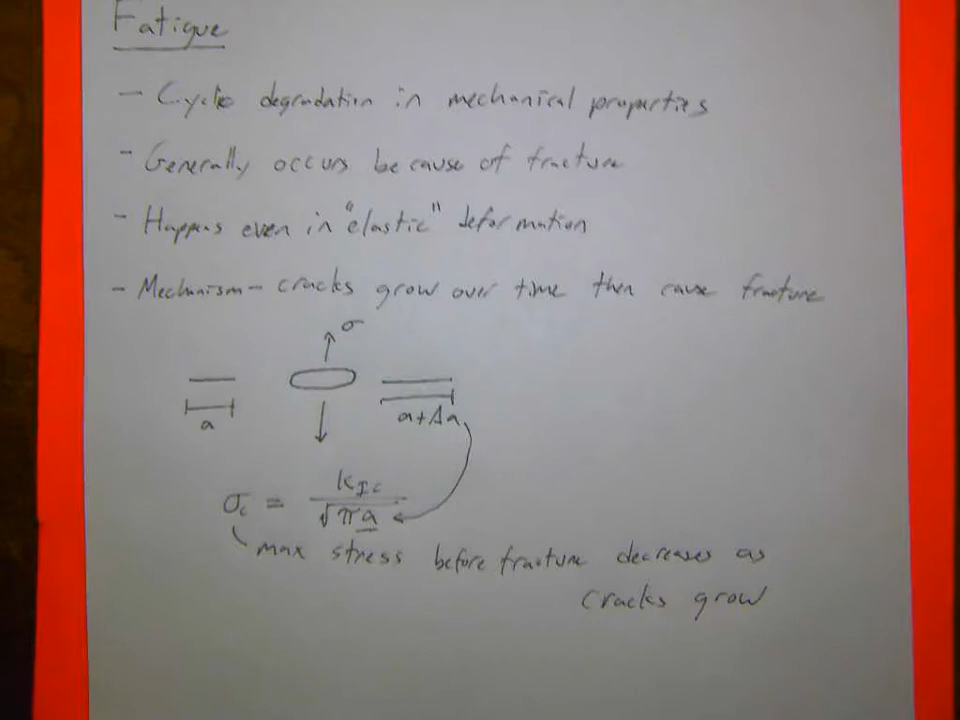 Fatigue
- Cyclic degradation in mechanical properties
- Generally occurs because of fracture
- Happens even in "elastic" deformation
- Mechanism - cracks grow over time then cause fracture
σ
a
a+Δa
σc = KIc / √πa
max stress before fracture decreases as
cracks grow